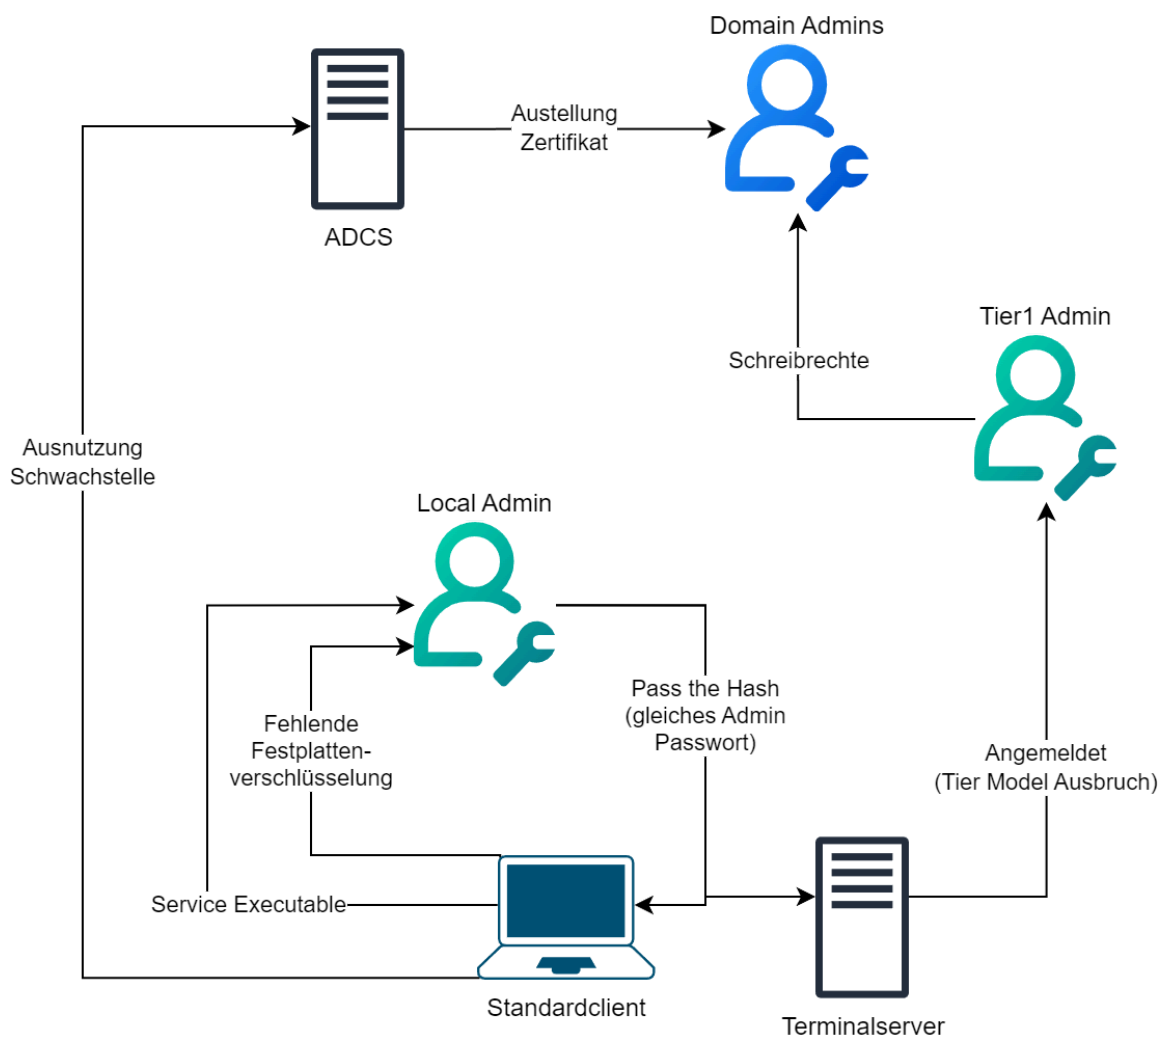 Domain Admins
Austellung
Zertifikat
ADCS
Tier1 Admin
Schreibrechte
Ausnutzung
Schwachstelle
Local Admin
Pass the Hash
(gleiches Admin
Passwort)
Fehlende
Festplatten-
verschlüsselung
Angemeldet
(Tier Model Ausbruch)
Service Executable
Standardclient
Terminalserver